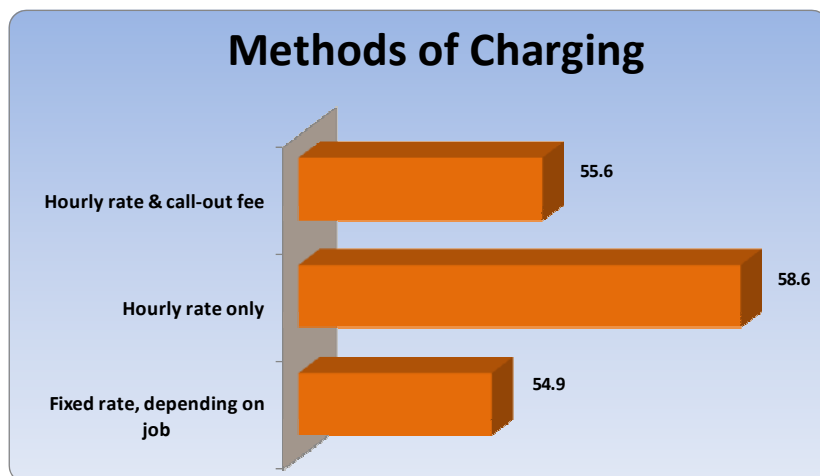 Methods of Charging
Hourly rate & call-out fee
55.6
Hourly rate only
58.6
Fixed rate, depending on
job
54.9